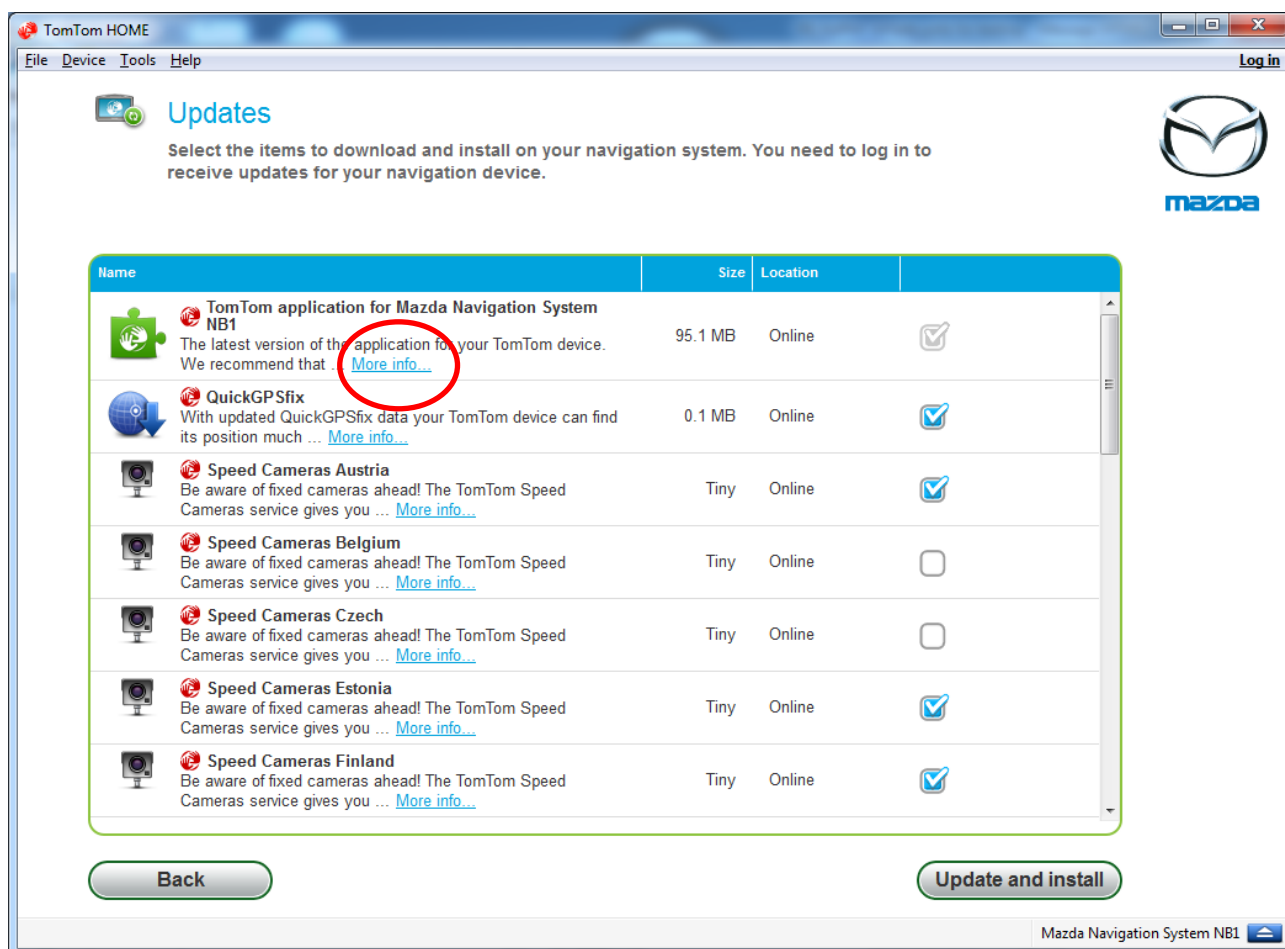 TomTom HOME
File Device Tools Help
Log in
Updates
Select the items to download and install on your navigation system. You need to log in to
receive updates for your navigation device.
mazda
Name Size Location
TomTom application for Mazda Navigation System
NB1
The latest version of the application for your TomTom device.
We recommend that ... More info...
95.1 MB Online
QuickGPSfix
With updated QuickGPSfix data your TomTom device can find
its position much ... More info...
0.1 MB Online
Speed Cameras Austria
Be aware of fixed cameras ahead! The TomTom Speed
Cameras service gives you ... More info...
Tiny Online
Speed Cameras Belgium
Be aware of fixed cameras ahead! The TomTom Speed
Cameras service gives you ... More info...
Tiny Online
Speed Cameras Czech
Be aware of fixed cameras ahead! The TomTom Speed
Cameras service gives you ... More info...
Tiny Online
Speed Cameras Estonia
Be aware of fixed cameras ahead! The TomTom Speed
Cameras service gives you ... More info...
Tiny Online
Speed Cameras Finland
Be aware of fixed cameras ahead! The TomTom Speed
Cameras service gives you ... More info...
Tiny Online
Back
Update and install
Mazda Navigation System NB1